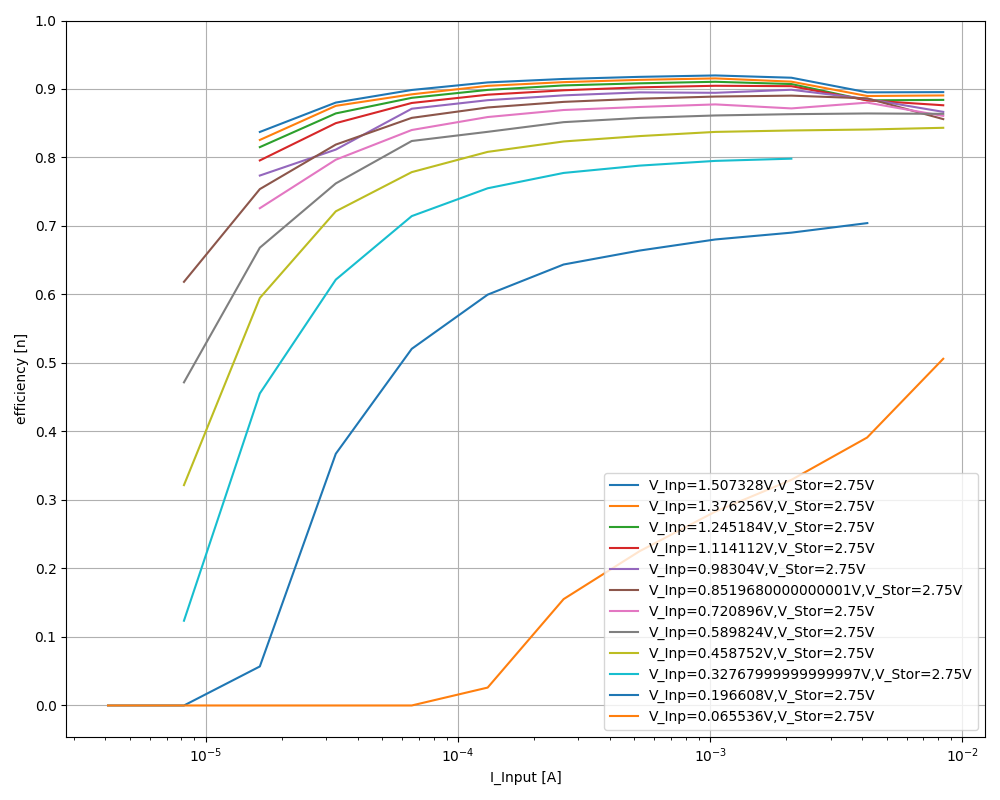 1.0
0.9
0.8
0.7
0.6
0.5
0.4
0.3
0.2
0.1
0.0
efficiency [n]
V_Inp=1.507328V,V_Stor=2.75V
V_Inp=1.376256V,V_Stor=2.75V
V_Inp=1.245184V,V_Stor=2.75V
V_Inp=1.114112V,V_Stor=2.75V
V_Inp=0.98304V,V_Stor=2.75V
V_Inp=0.8519680000000001V,V_Stor=2.75V
V_Inp=0.720896V,V_Stor=2.75V
V_Inp=0.589824V,V_Stor=2.75V
V_Inp=0.458752V,V_Stor=2.75V
V_Inp=0.32767999999999997V,V_Stor=2.75V
V_Inp=0.196608V,V_Stor=2.75V
V_Inp=0.065536V,V_Stor=2.75V
10⁻⁵ 10⁻⁴ 10⁻³ 10⁻²
I_Input [A]